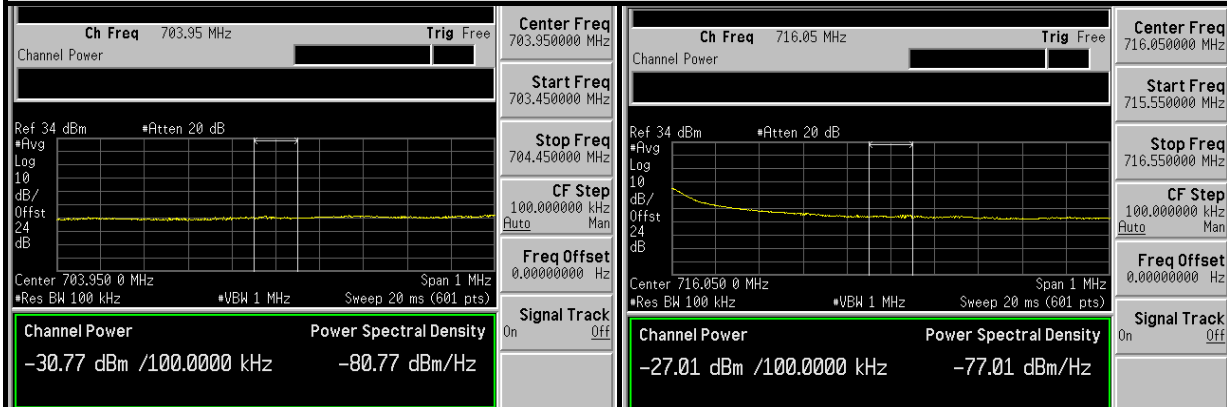 Ch Freq 703.95 MHz Trig Free
Channel Power
Ref 34 dBm #Atten 20 dB
#Avg
Log
10
dB/
Offst
24
dB
Center 703.950 0 MHz Span 1 MHz
#Res BW 100 kHz #VBW 1 MHz Sweep 20 ms (601 pts)
Channel Power Power Spectral Density
-30.77 dBm /100.0000 kHz -80.77 dBm/Hz
Center Freq
703.950000 MHz
Start Freq
703.450000 MHz
Stop Freq
704.450000 MHz
CF Step
100.000000 kHz
Auto Man
Freq Offset
0.00000000 Hz
Signal Track
On Off
Ch Freq 716.05 MHz Trig Free
Channel Power
Ref 34 dBm #Atten 20 dB
#Avg
Log
10
dB/
Offst
24
dB
Center 716.050 0 MHz Span 1 MHz
#Res BW 100 kHz #VBW 1 MHz Sweep 20 ms (601 pts)
Channel Power Power Spectral Density
-27.01 dBm /100.0000 kHz -77.01 dBm/Hz
Center Freq
716.050000 MHz
Start Freq
715.550000 MHz
Stop Freq
716.550000 MHz
CF Step
100.000000 kHz
Auto Man
Freq Offset
0.00000000 Hz
Signal Track
On Off